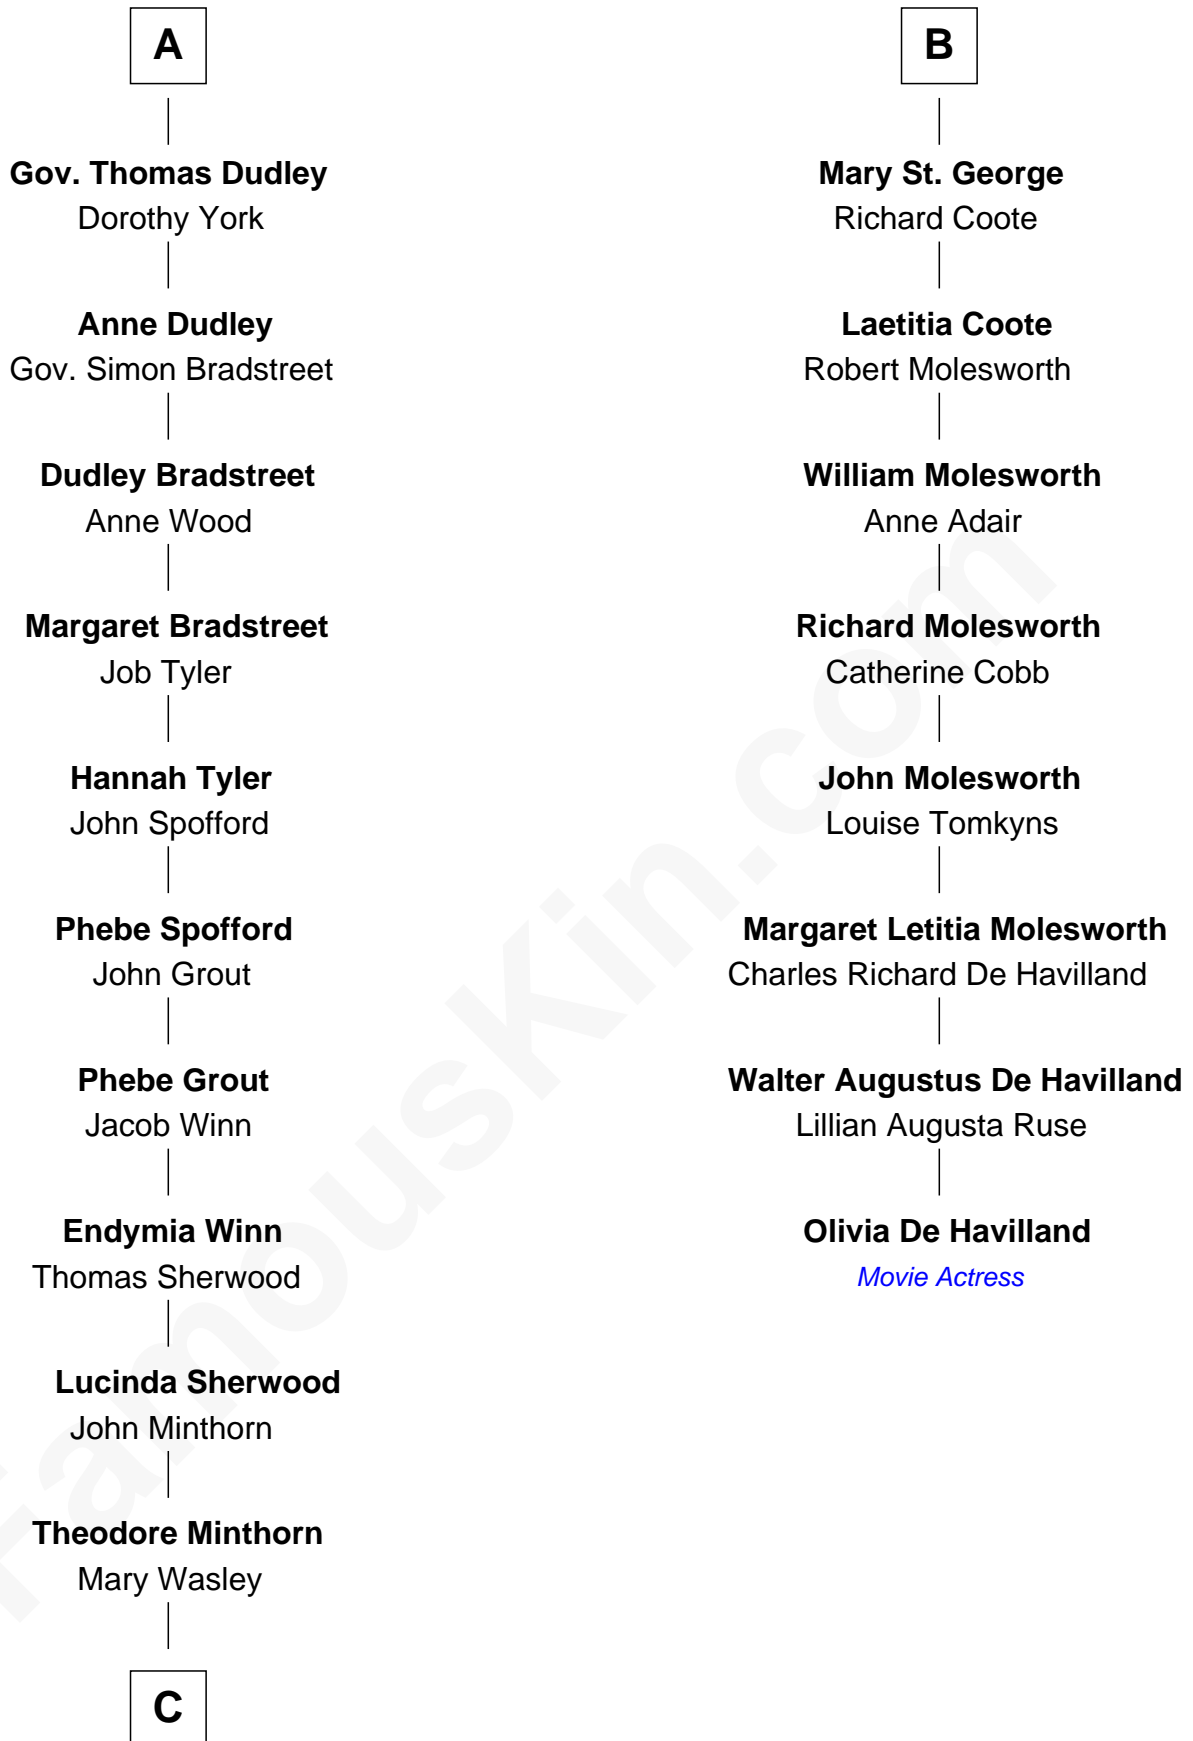 A
Gov. Thomas Dudley
Dorothy York
Anne Dudley
Gov. Simon Bradstreet
Dudley Bradstreet
Anne Wood
Margaret Bradstreet
Job Tyler
Hannah Tyler
John Spofford
Phebe Spofford
John Grout
Phebe Grout
Jacob Winn
Endymia Winn
Thomas Sherwood
Lucinda Sherwood
John Minthorn
Theodore Minthorn
Mary Wasley
C
B
Mary St. George
Richard Coote
Laetitia Coote
Robert Molesworth
William Molesworth
Anne Adair
Richard Molesworth
Catherine Cobb
John Molesworth
Louise Tomkyns
Margaret Letitia Molesworth
Charles Richard De Havilland
Walter Augustus De Havilland
Lillian Augusta Ruse
Olivia De Havilland
Movie Actress
FamousKin.com